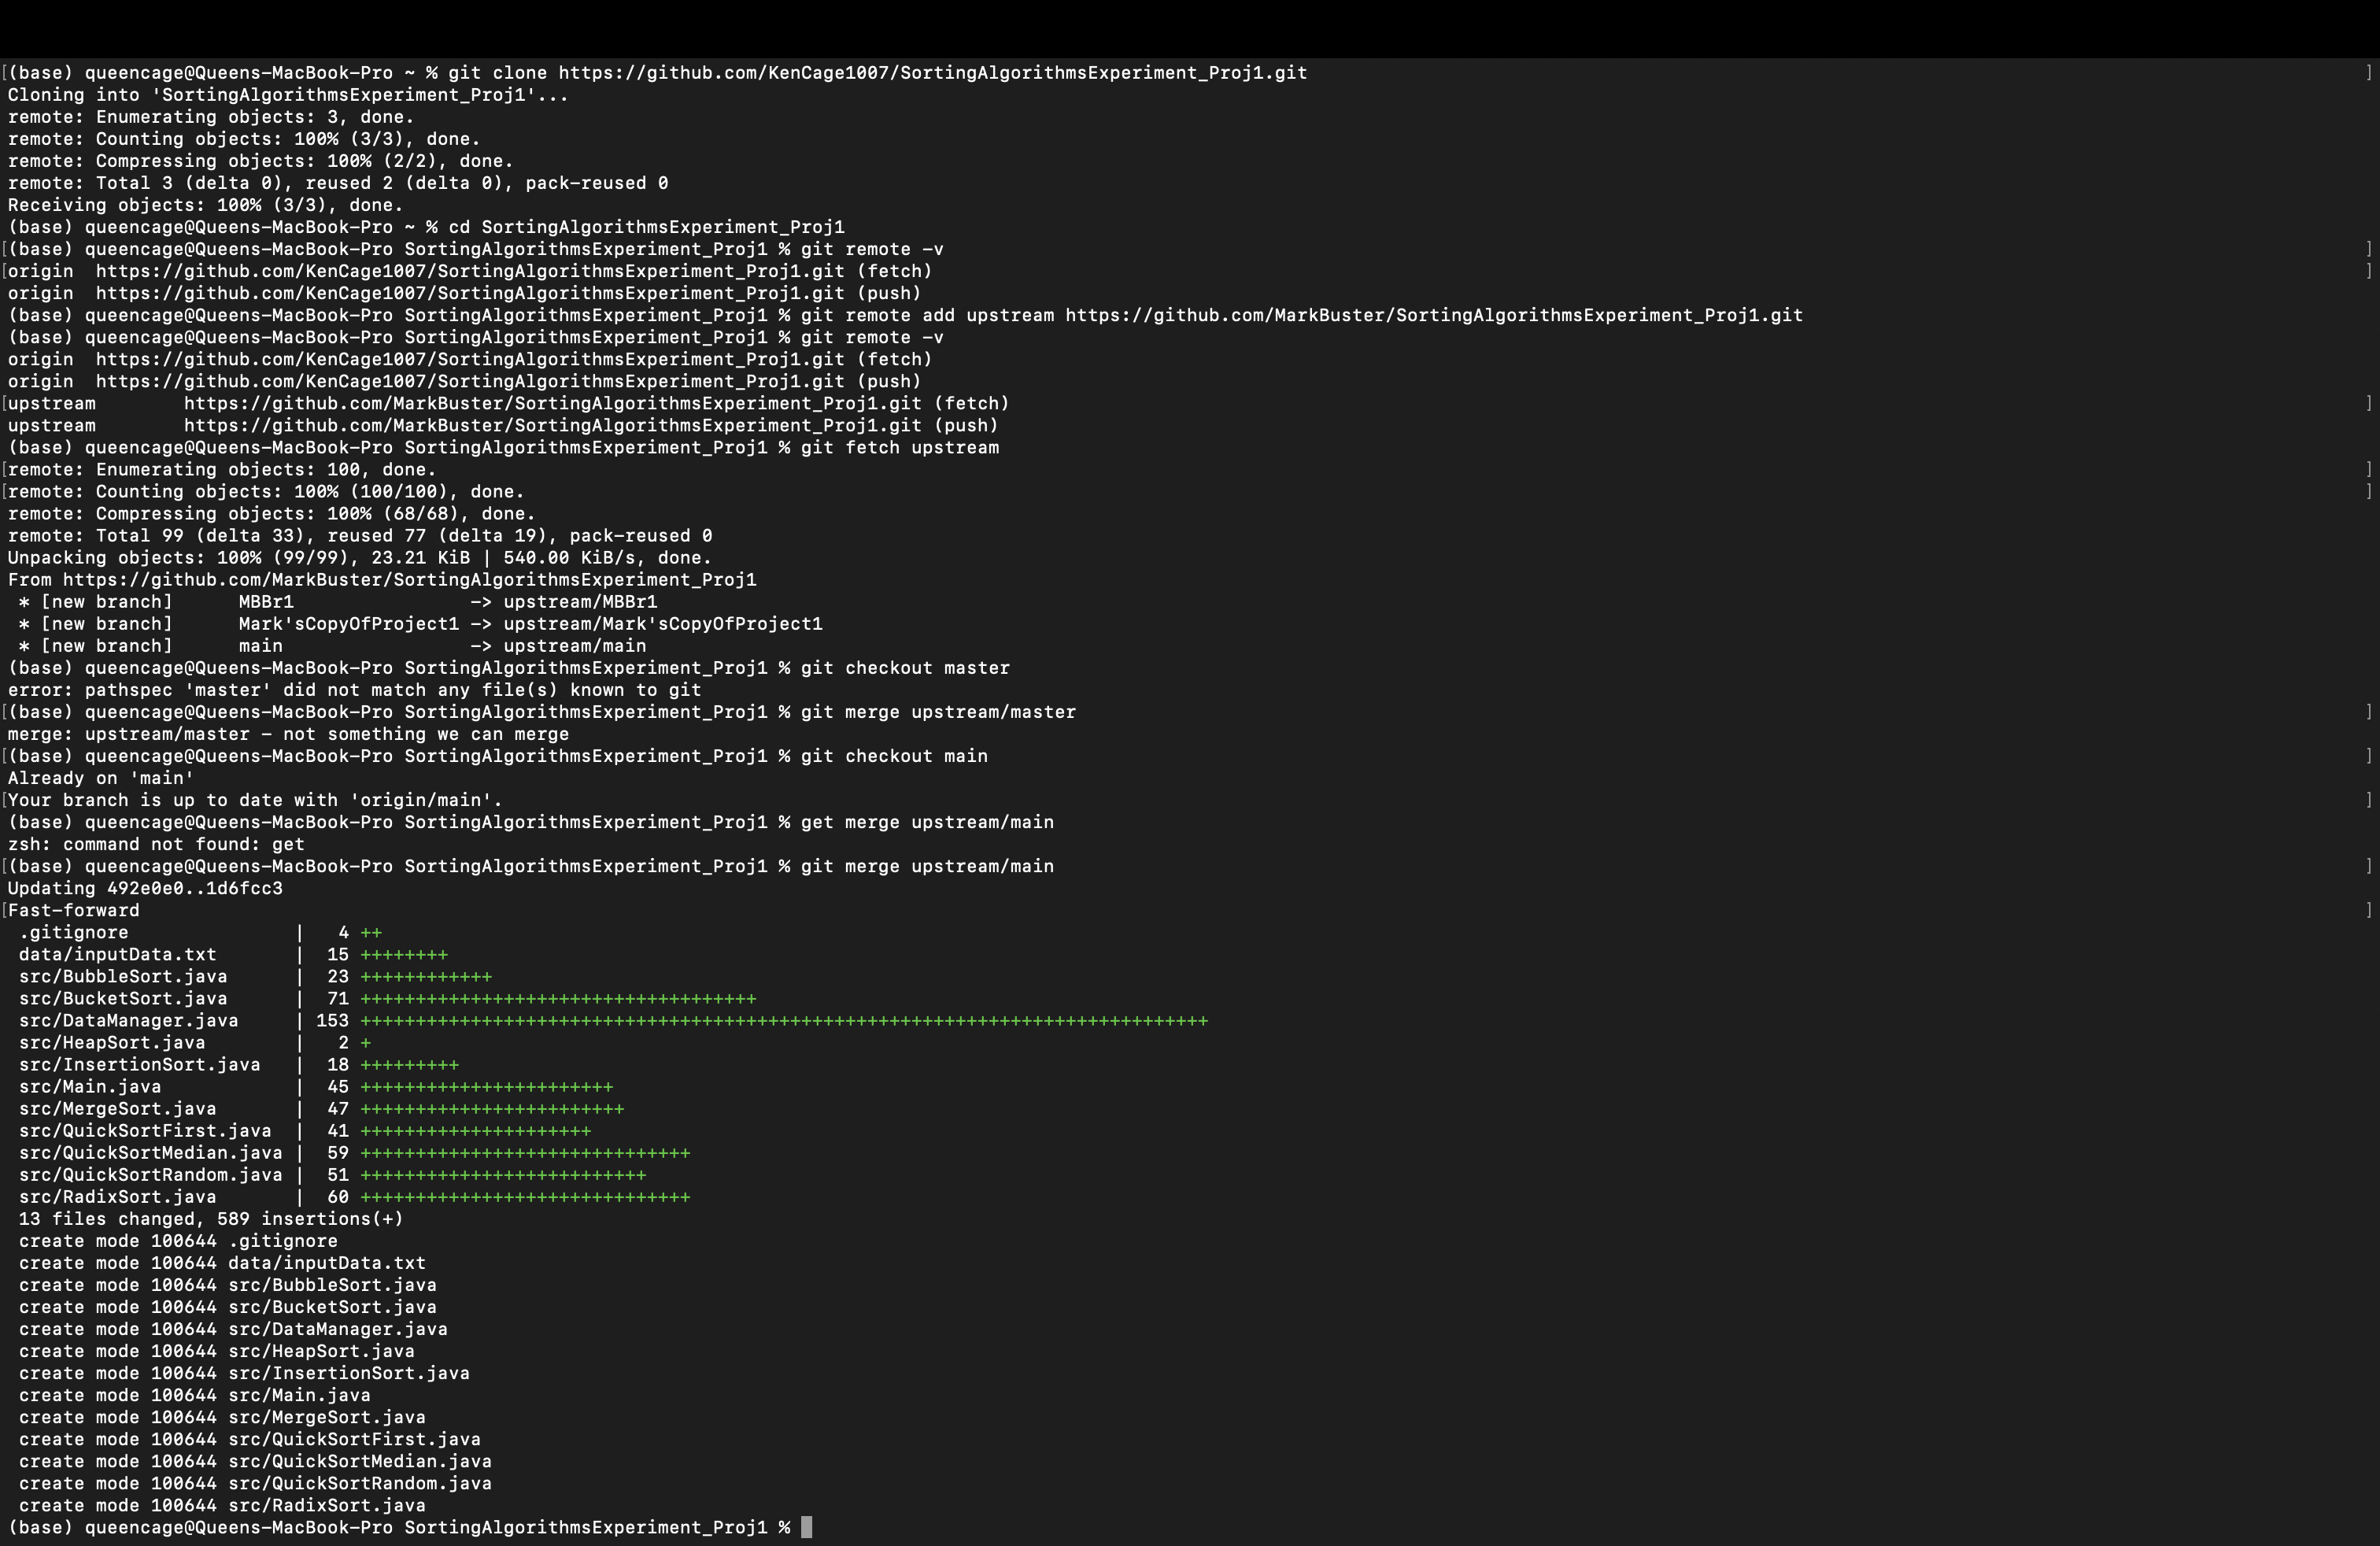 [(base) queencage@Queens-MacBook-Pro ~ % git clone https://github.com/KenCage1007/SortingAlgorithmsExperiment_Proj1.git ]
Cloning into 'SortingAlgorithmsExperiment_Proj1'...
remote: Enumerating objects: 3, done.
remote: Counting objects: 100% (3/3), done.
remote: Compressing objects: 100% (2/2), done.
remote: Total 3 (delta 0), reused 2 (delta 0), pack-reused 0
Receiving objects: 100% (3/3), done.
(base) queencage@Queens-MacBook-Pro ~ % cd SortingAlgorithmsExperiment_Proj1
[(base) queencage@Queens-MacBook-Pro SortingAlgorithmsExperiment_Proj1 % git remote -v ]
[origin  https://github.com/KenCage1007/SortingAlgorithmsExperiment_Proj1.git (fetch) ]
origin  https://github.com/KenCage1007/SortingAlgorithmsExperiment_Proj1.git (push)
(base) queencage@Queens-MacBook-Pro SortingAlgorithmsExperiment_Proj1 % git remote add upstream https://github.com/MarkBuster/SortingAlgorithmsExperiment_Proj1.git
(base) queencage@Queens-MacBook-Pro SortingAlgorithmsExperiment_Proj1 % git remote -v
origin  https://github.com/KenCage1007/SortingAlgorithmsExperiment_Proj1.git (fetch)
origin  https://github.com/KenCage1007/SortingAlgorithmsExperiment_Proj1.git (push)
[upstream        https://github.com/MarkBuster/SortingAlgorithmsExperiment_Proj1.git (fetch) ]
upstream        https://github.com/MarkBuster/SortingAlgorithmsExperiment_Proj1.git (push)
(base) queencage@Queens-MacBook-Pro SortingAlgorithmsExperiment_Proj1 % git fetch upstream
[remote: Enumerating objects: 100, done. ]
[remote: Counting objects: 100% (100/100), done. ]
remote: Compressing objects: 100% (68/68), done.
remote: Total 99 (delta 33), reused 77 (delta 19), pack-reused 0
Unpacking objects: 100% (99/99), 23.21 KiB | 540.00 KiB/s, done.
From https://github.com/MarkBuster/SortingAlgorithmsExperiment_Proj1
 * [new branch]      MBBr1                -> upstream/MBBr1
 * [new branch]      Mark'sCopyOfProject1 -> upstream/Mark'sCopyOfProject1
 * [new branch]      main                 -> upstream/main
(base) queencage@Queens-MacBook-Pro SortingAlgorithmsExperiment_Proj1 % git checkout master
error: pathspec 'master' did not match any file(s) known to git
[(base) queencage@Queens-MacBook-Pro SortingAlgorithmsExperiment_Proj1 % git merge upstream/master ]
merge: upstream/master - not something we can merge
[(base) queencage@Queens-MacBook-Pro SortingAlgorithmsExperiment_Proj1 % git checkout main ]
Already on 'main'
[Your branch is up to date with 'origin/main'. ]
(base) queencage@Queens-MacBook-Pro SortingAlgorithmsExperiment_Proj1 % get merge upstream/main
zsh: command not found: get
[(base) queencage@Queens-MacBook-Pro SortingAlgorithmsExperiment_Proj1 % git merge upstream/main ]
Updating 492e0e0..1d6fcc3
[Fast-forward ]
 .gitignore               |   4 ++
 data/inputData.txt       |  15 ++++++++
 src/BubbleSort.java      |  23 ++++++++++++
 src/BucketSort.java      |  71 ++++++++++++++++++++++++++++++++++++
 src/DataManager.java     | 153 +++++++++++++++++++++++++++++++++++++++++++++++++++++++++++++++++++++++++++++
 src/HeapSort.java        |   2 +
 src/InsertionSort.java   |  18 +++++++++
 src/Main.java            |  45 +++++++++++++++++++++++
 src/MergeSort.java       |  47 ++++++++++++++++++++++++
 src/QuickSortFirst.java  |  41 +++++++++++++++++++++
 src/QuickSortMedian.java |  59 ++++++++++++++++++++++++++++++
 src/QuickSortRandom.java |  51 ++++++++++++++++++++++++++
 src/RadixSort.java       |  60 ++++++++++++++++++++++++++++++
 13 files changed, 589 insertions(+)
 create mode 100644 .gitignore
 create mode 100644 data/inputData.txt
 create mode 100644 src/BubbleSort.java
 create mode 100644 src/BucketSort.java
 create mode 100644 src/DataManager.java
 create mode 100644 src/HeapSort.java
 create mode 100644 src/InsertionSort.java
 create mode 100644 src/Main.java
 create mode 100644 src/MergeSort.java
 create mode 100644 src/QuickSortFirst.java
 create mode 100644 src/QuickSortMedian.java
 create mode 100644 src/QuickSortRandom.java
 create mode 100644 src/RadixSort.java
(base) queencage@Queens-MacBook-Pro SortingAlgorithmsExperiment_Proj1 %